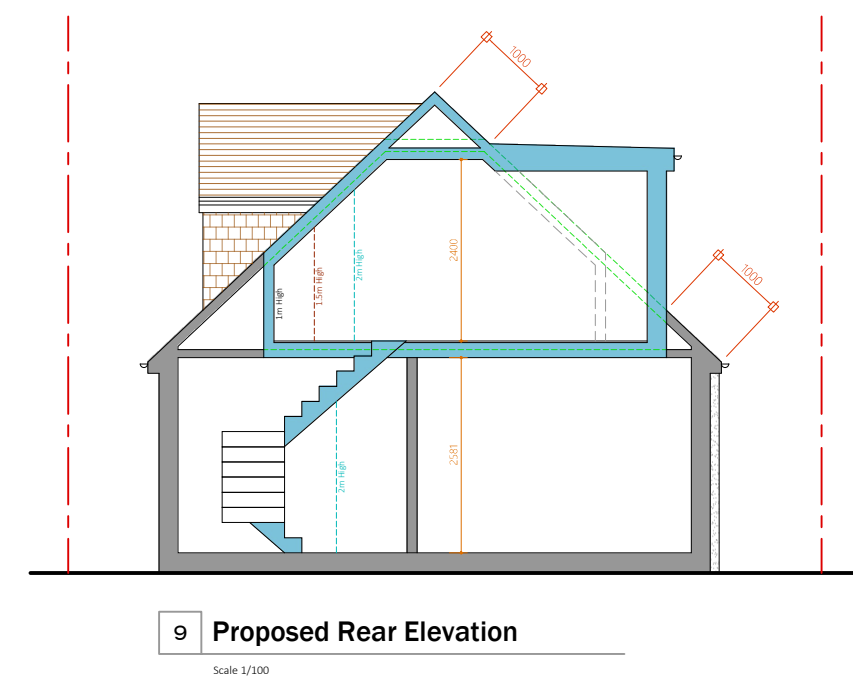 1000
2400
1m High
1.5m High
2m High
1000
2581
2m High
9 Proposed Rear Elevation
Scale 1/100